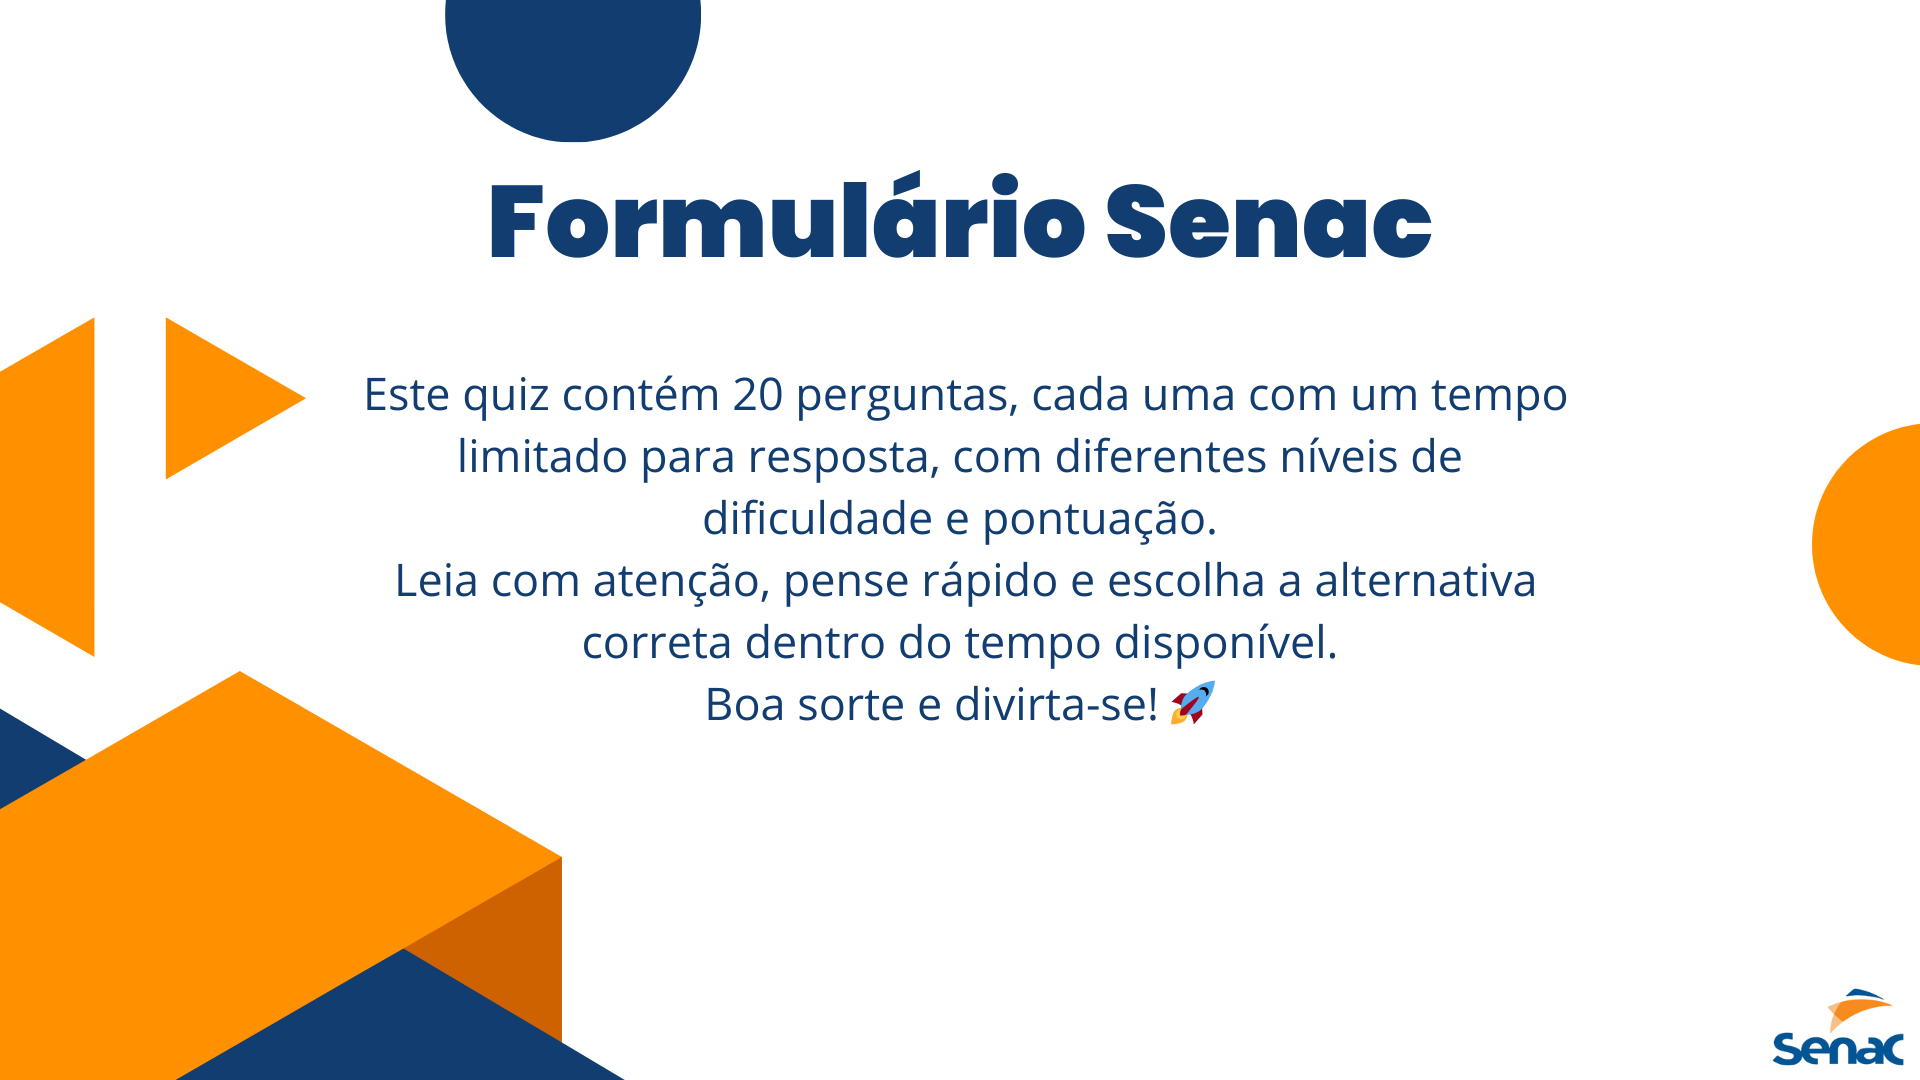 Formulário Senac
Este quiz contém 20 perguntas, cada uma com um tempo
limitado para resposta, com diferentes níveis de
dificuldade e pontuação.
Leia com atenção, pense rápido e escolha a alternativa
correta dentro do tempo disponível.
Boa sorte e divirta-se! 🚀
Senac